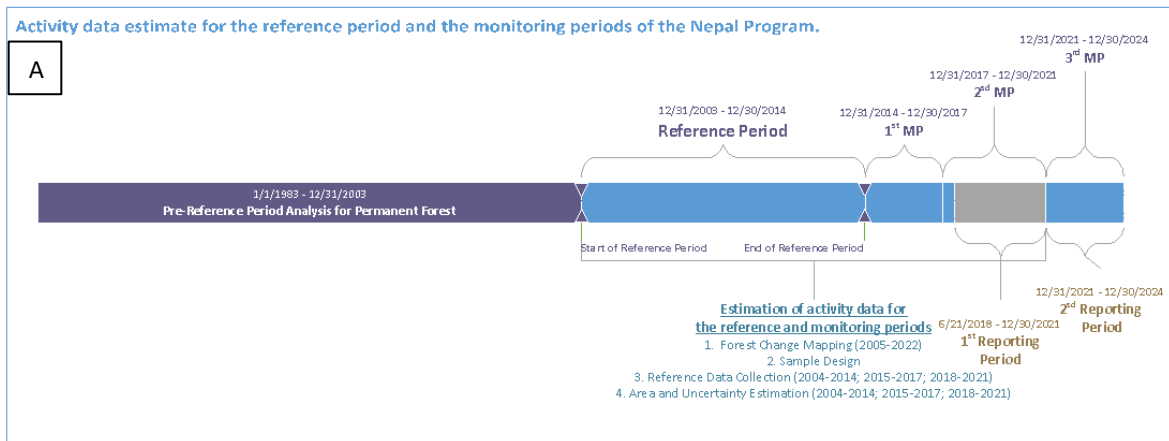 Activity data estimate for the reference period and the monitoring periods of the Nepal Program.
A
12/31/2021 - 12/30/2024
3rd MP
12/31/2017 - 12/30/2021
2sd MP
12/31/2003 - 12/30/2014
Reference Period
12/31/2014 - 12/30/2017
1st MP
1/1/1983 - 12/31/2003
Pre-Reference Period Analysis for Permanent Forest
Start of Reference Period
End of Reference Period
Estimation of activity data for
the reference and monitoring periods
1. Forest Change Mapping (2005-2022)
2. Sample Design
3. Reference Data Collection (2004-2014; 2015-2017; 2018-2021)
4. Area and Uncertainty Estimation (2004-2014; 2015-2017; 2018-2021)
6/21/2018 - 12/30/2021
1st Reporting
Period
12/31/2021 - 12/30/2024
2sd Reporting
Period